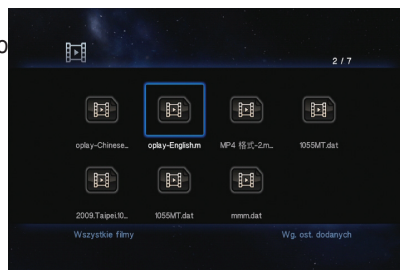 2 / 7
oplay-Chinese...
oplay-English.m
MP4 格式-2.m...
1055MT.dat
2009.Taipei.10...
1055MT.dat
mmm.dat
Wszystkie filmy
Wg. ost. dodanych